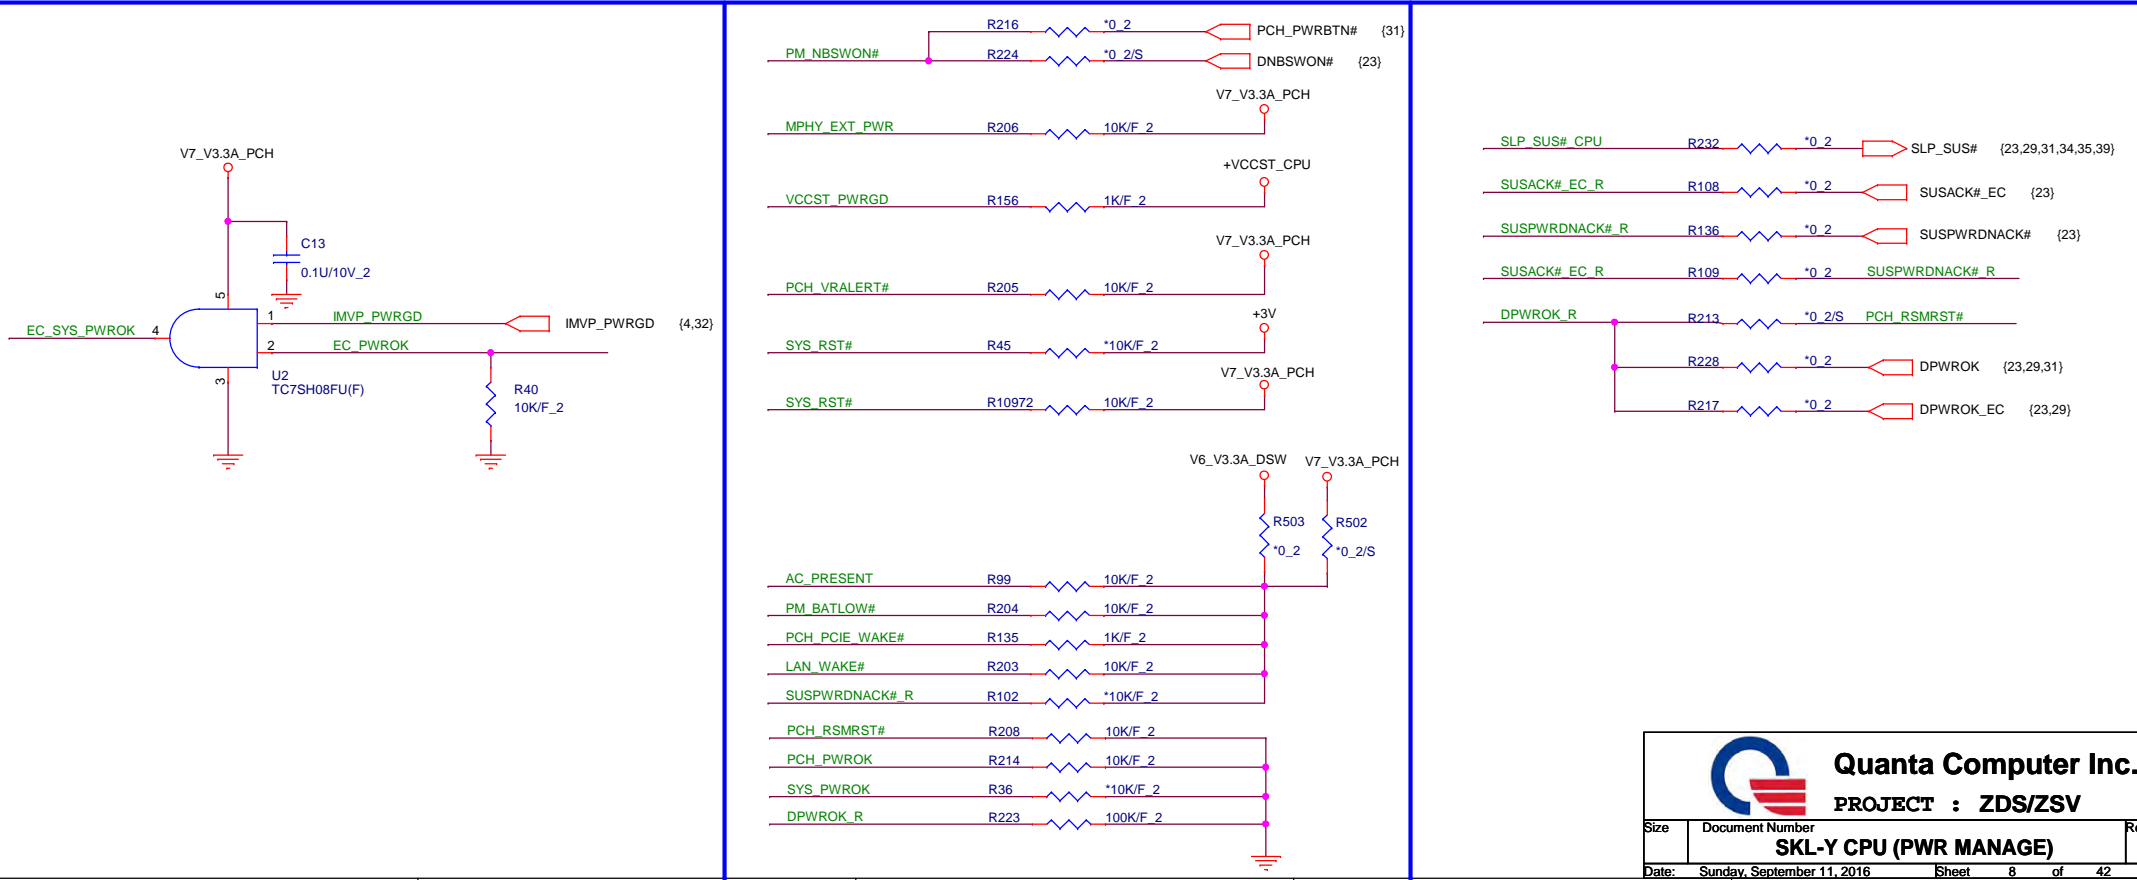 V7_V3.3A_PCH
C13
0.1U/10V_2
5
1 IMVP_PWRGD IMVP_PWRGD {4,32}
EC_SYS_PWROK 4
2 EC_PWROK
3
U2
TC7SH08FU(F)
R40
10K/F_2
R216 *0_2 PCH_PWRBTN# {31}
PM_NBSWON# R224 *0_2/S DNBSWON# {23}
V7_V3.3A_PCH
MPHY_EXT_PWR R206 10K/F_2
+VCCST_CPU
VCCST_PWRGD R156 1K/F_2
V7_V3.3A_PCH
PCH_VRALERT# R205 10K/F_2
+3V
SYS_RST# R45 *10K/F_2
V7_V3.3A_PCH
SYS_RST# R10972 10K/F_2
V6_V3.3A_DSW V7_V3.3A_PCH
R503 R502
*0_2 *0_2/S
AC_PRESENT R99 10K/F_2
PM_BATLOW# R204 10K/F_2
PCH_PCIE_WAKE# R135 1K/F_2
LAN_WAKE# R203 10K/F_2
SUSPWRDNACK#_R R102 *10K/F_2
PCH_RSMRST# R208 10K/F_2
PCH_PWROK R214 10K/F_2
SYS_PWROK R36 *10K/F_2
DPWROK_R R223 100K/F_2
SLP_SUS#_CPU R232 *0_2 SLP_SUS# {23,29,31,34,35,39}
SUSACK#_EC_R R108 *0_2 SUSACK#_EC {23}
SUSPWRDNACK#_R R136 *0_2 SUSPWRDNACK# {23}
SUSACK#_EC_R R109 *0_2 SUSPWRDNACK#_R
DPWROK_R R213 *0_2/S PCH_RSMRST#
R228 *0_2 DPWROK {23,29,31}
R217 *0_2 DPWROK_EC {23,29}
Quanta Computer Inc.
PROJECT : ZDS/ZSV
Size Document Number
SKL-Y CPU (PWR MANAGE)
Date: Sunday, September 11, 2016 Sheet 8 of 42